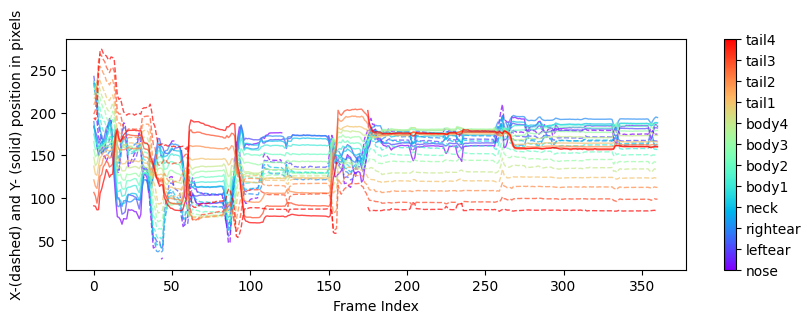 X-(dashed) and Y- (solid) position in pixels
250
200
150
100
50
0
50
100
150
200
250
300
350
Frame Index
tail4
tail3
tail2
tail1
body4
body3
body2
body1
neck
rightear
leftear
nose